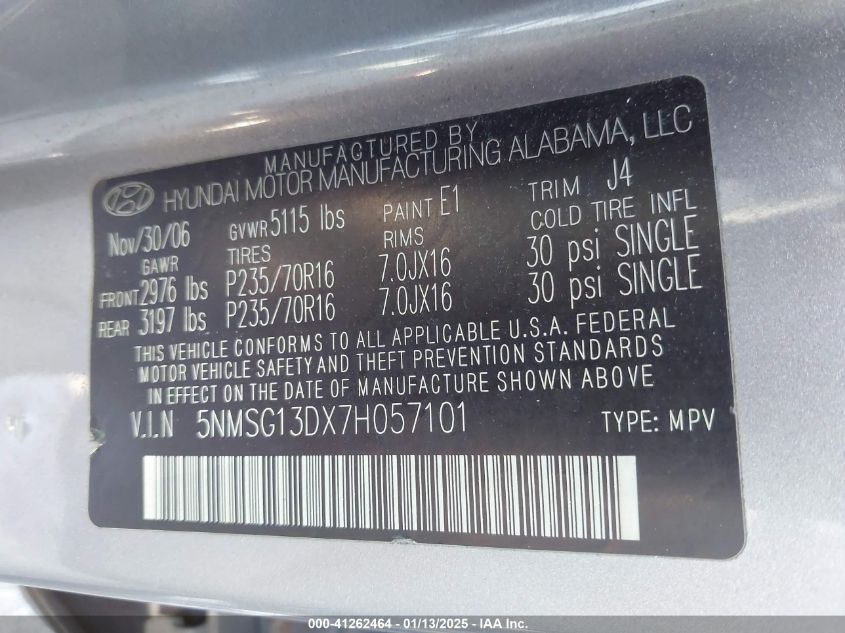 MANUFACTURED BY
HYUNDAI MOTOR MANUFACTURING ALABAMA, LLC
Nov/30/06 GVWR 5115 lbs PAINT E1 TRIM J4
GAWR TIRES RIMS COLD TIRE INFL
FRONT 2976 lbs P235/70R16 7.0JX16 30 psi SINGLE
REAR 3197 lbs P235/70R16 7.0JX16 30 psi SINGLE
THIS VEHICLE CONFORMS TO ALL APPLICABLE U.S.A. FEDERAL
MOTOR VEHICLE SAFETY AND THEFT PREVENTION STANDARDS
IN EFFECT ON THE DATE OF MANUFACTURE SHOWN ABOVE
V.I.N 5NMSG13DX7H057101 TYPE: MPV
000-41262464 - 01/13/2025 - IAA Inc.